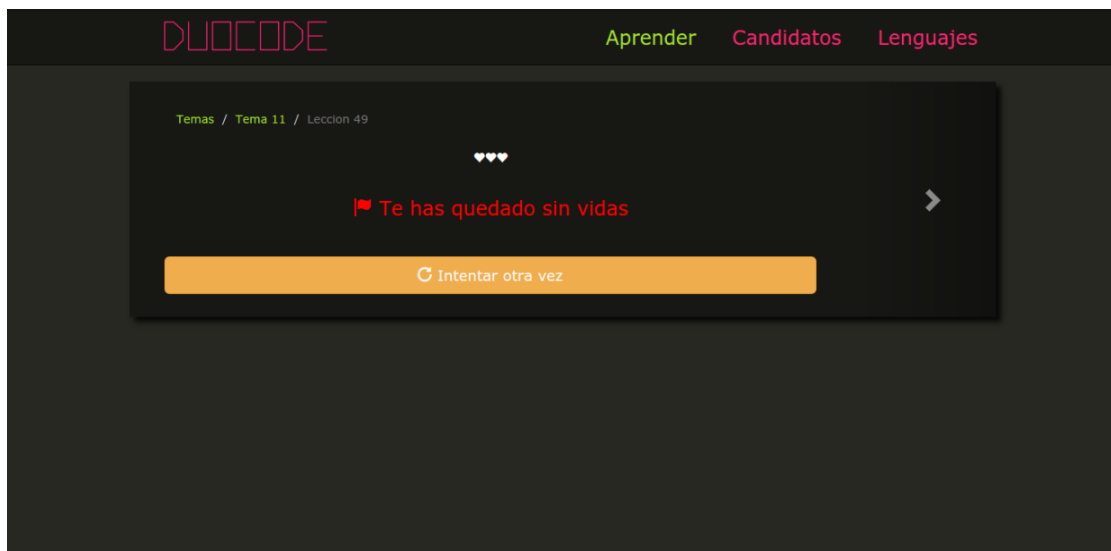 DUOCODE Aprender Candidatos Lenguajes
Temas / Tema 11 / Leccion 49
Te has quedado sin vidas
Intentar otra vez